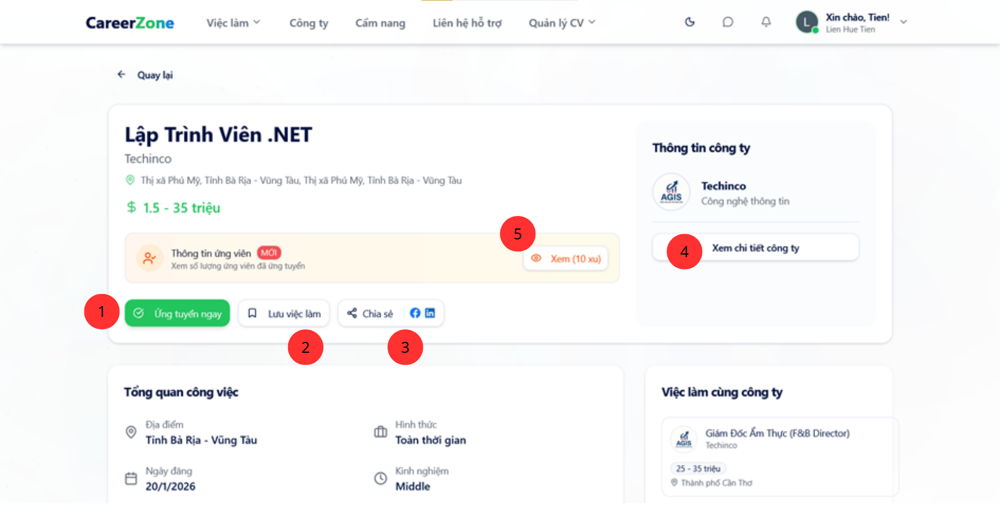 CareerZone
Việc làm
Công ty
Cẩm nang
Liên hệ hỗ trợ
Quản lý CV
L
Xin chào, Tien!
Lien Hue Tien
Quay lại
Lập Trình Viên .NET
Techinco
Thị xã Phú Mỹ, Tỉnh Bà Rịa - Vũng Tàu, Thị xã Phú Mỹ, Tỉnh Bà Rịa - Vũng Tàu
$ 1.5 - 35 triệu
5
Thông tin ứng viên MỚI
Xem số lượng ứng viên đã ứng tuyển
Xem (10 xu)
1
Ứng tuyển ngay
Lưu việc làm
Chia sẻ
in
2
3
Thông tin công ty
AGIS
Techinco
Công nghệ thông tin
4
Xem chi tiết công ty
Tổng quan công việc
Địa điểm
Tỉnh Bà Rịa - Vũng Tàu
Hình thức
Toàn thời gian
Ngày đăng
20/1/2026
Kinh nghiệm
Middle
Việc làm cùng công ty
AGIS
Giám Đốc Ẩm Thực (F&B Director)
Techinco
25 - 35 triệu
Thành phố Cần Thơ